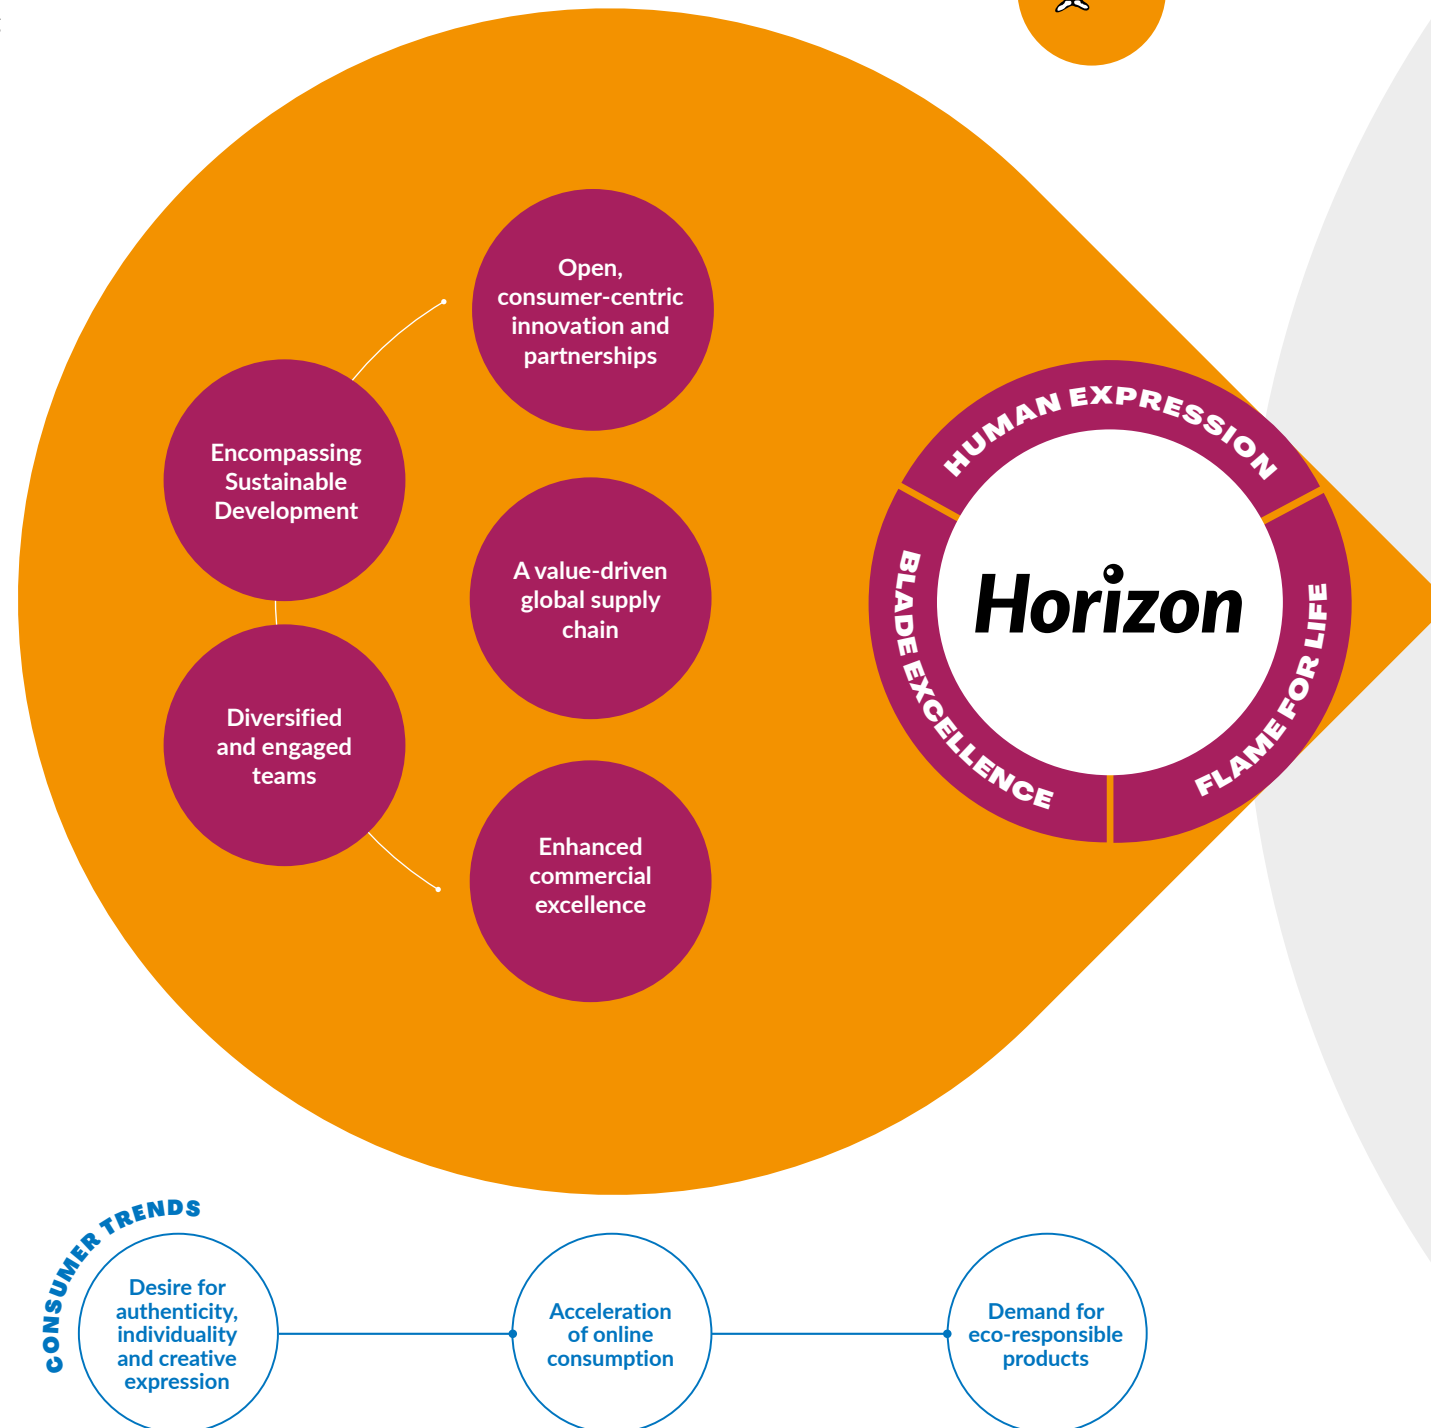 Open,
consumer-centric
innovation and
partnerships
Encompassing
Sustainable
Development
A value-driven
global supply
chain
Diversified
and engaged
teams
Enhanced
commercial
excellence
HUMAN EXPRESSION
BLADE EXCELLENCE
FLAME FOR LIFE
Horizon
CONSUMER TRENDS
Desire for
authenticity,
individuality
and creative
expression
Acceleration
of online
consumption
Demand for
eco-responsible
products